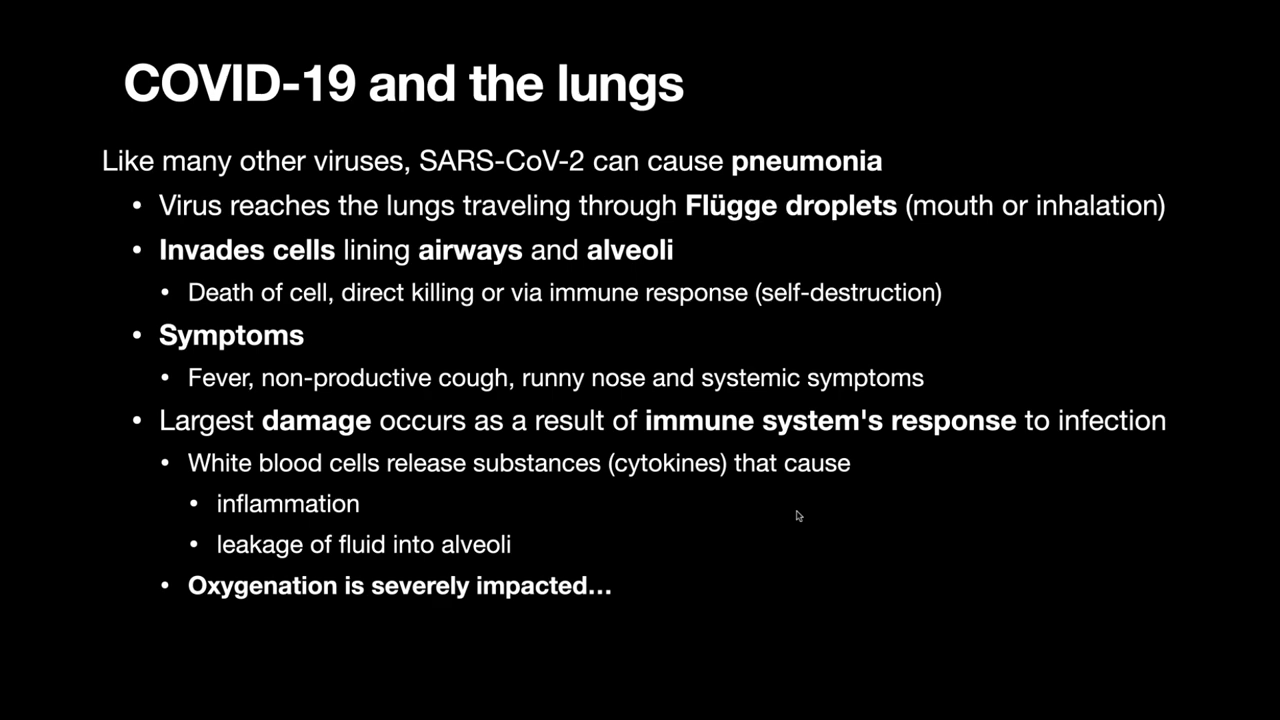 COVID-19 and the lungs
Like many other viruses, SARS-CoV-2 can cause pneumonia
• Virus reaches the lungs traveling through Flügge droplets (mouth or inhalation)
• Invades cells lining airways and alveoli
• Death of cell, direct killing or via immune response (self-destruction)
• Symptoms
• Fever, non-productive cough, runny nose and systemic symptoms
• Largest damage occurs as a result of immune system's response to infection
• White blood cells release substances (cytokines) that cause
• inflammation
• leakage of fluid into alveoli
• Oxygenation is severely impacted…